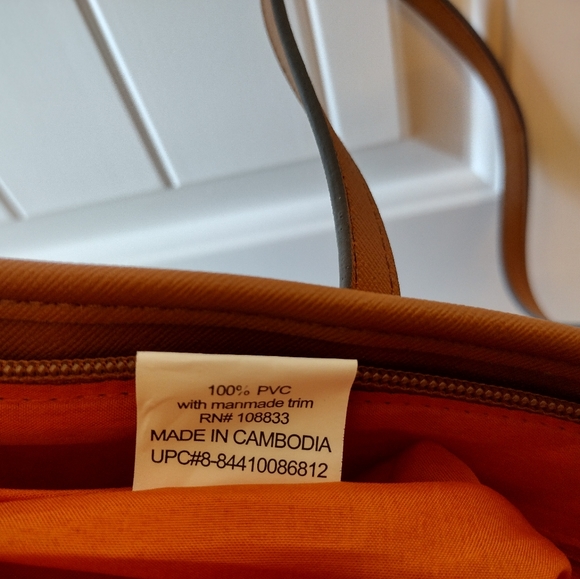 100% PVC
with manmade trim
RN# 108833
MADE IN CAMBODIA
UPC#8-84410086812